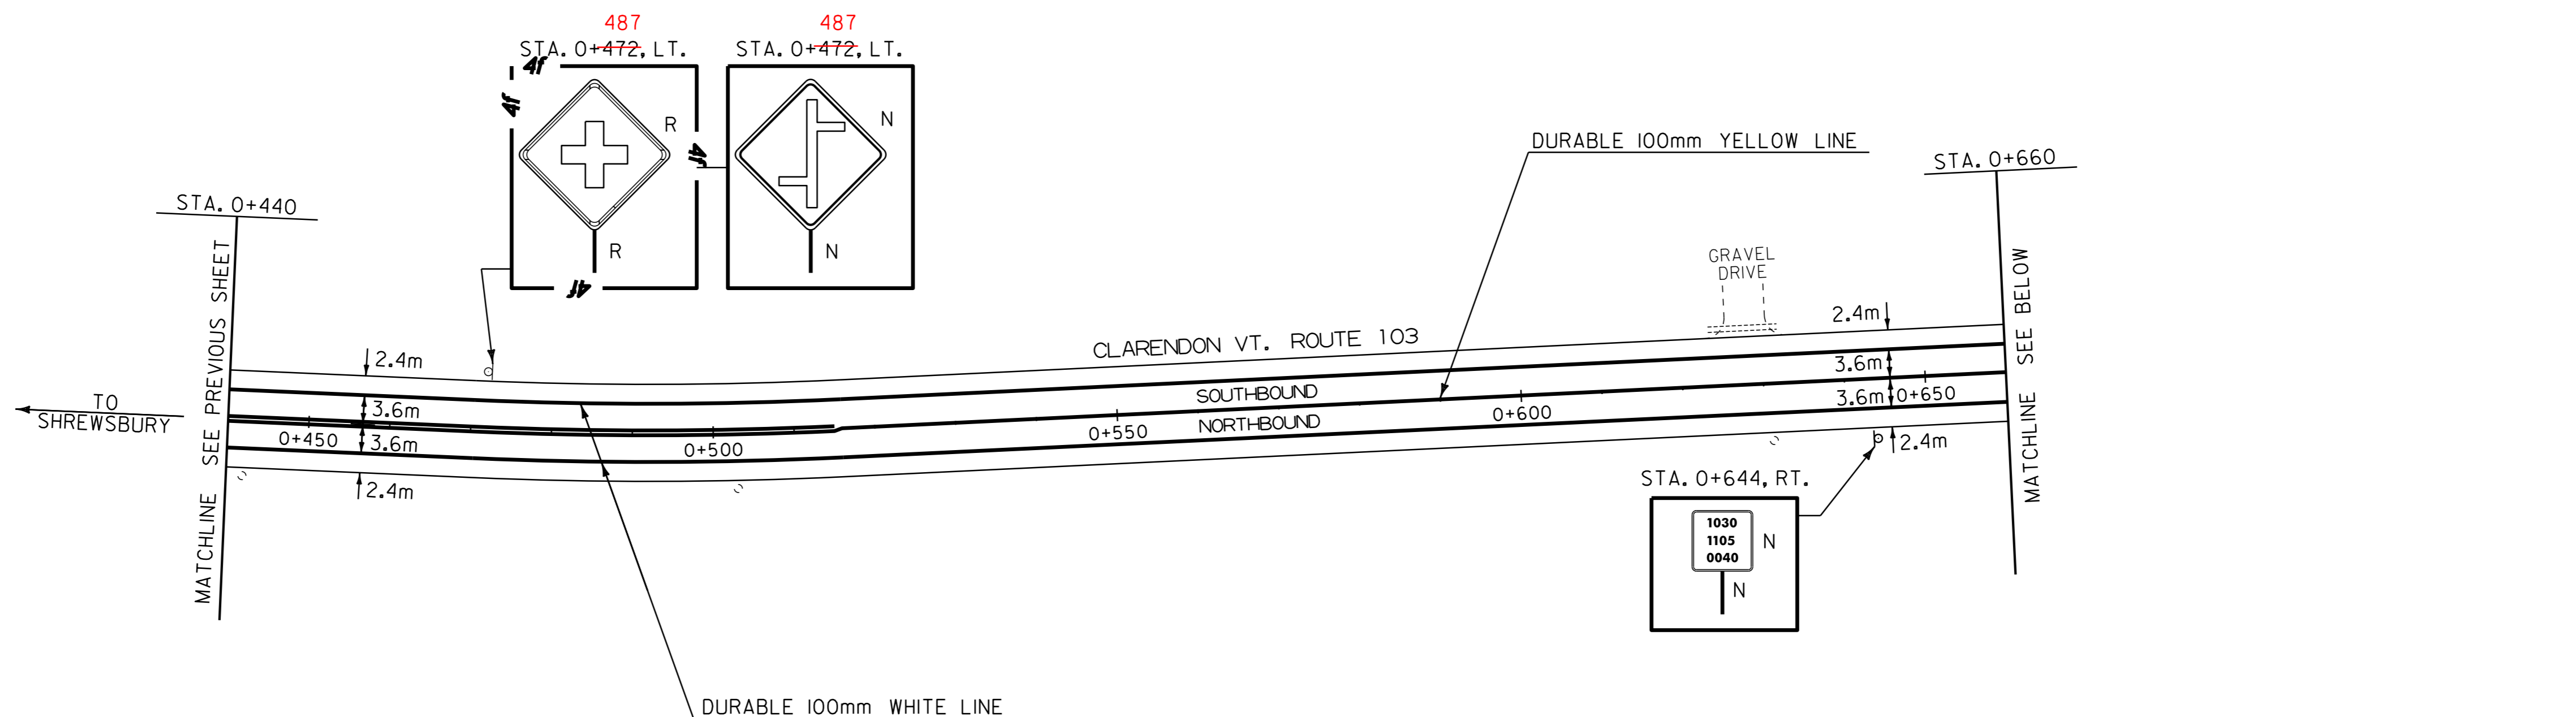 487
487
STA. 0+472, LT.
STA. 0+472, LT.
4f
4f
R
4f
N
R
N
4f
DURABLE 100mm YELLOW LINE
STA. 0+660
STA. 0+440
MATCHLINE SEE PREVIOUS SHEET
MATCHLINE SEE BELOW
GRAVEL
DRIVE
2.4m
CLARENDON VT. ROUTE 103
2.4m
3.6m
SOUTHBOUND
3.6m
3.6m
0+650
TO
SHREWSBURY
0+450
3.6m
0+500
0+550
NORTHBOUND
0+600
2.4m
2.4m
STA. 0+644, RT.
1030
1105
0040
N
N
DURABLE 100mm WHITE LINE